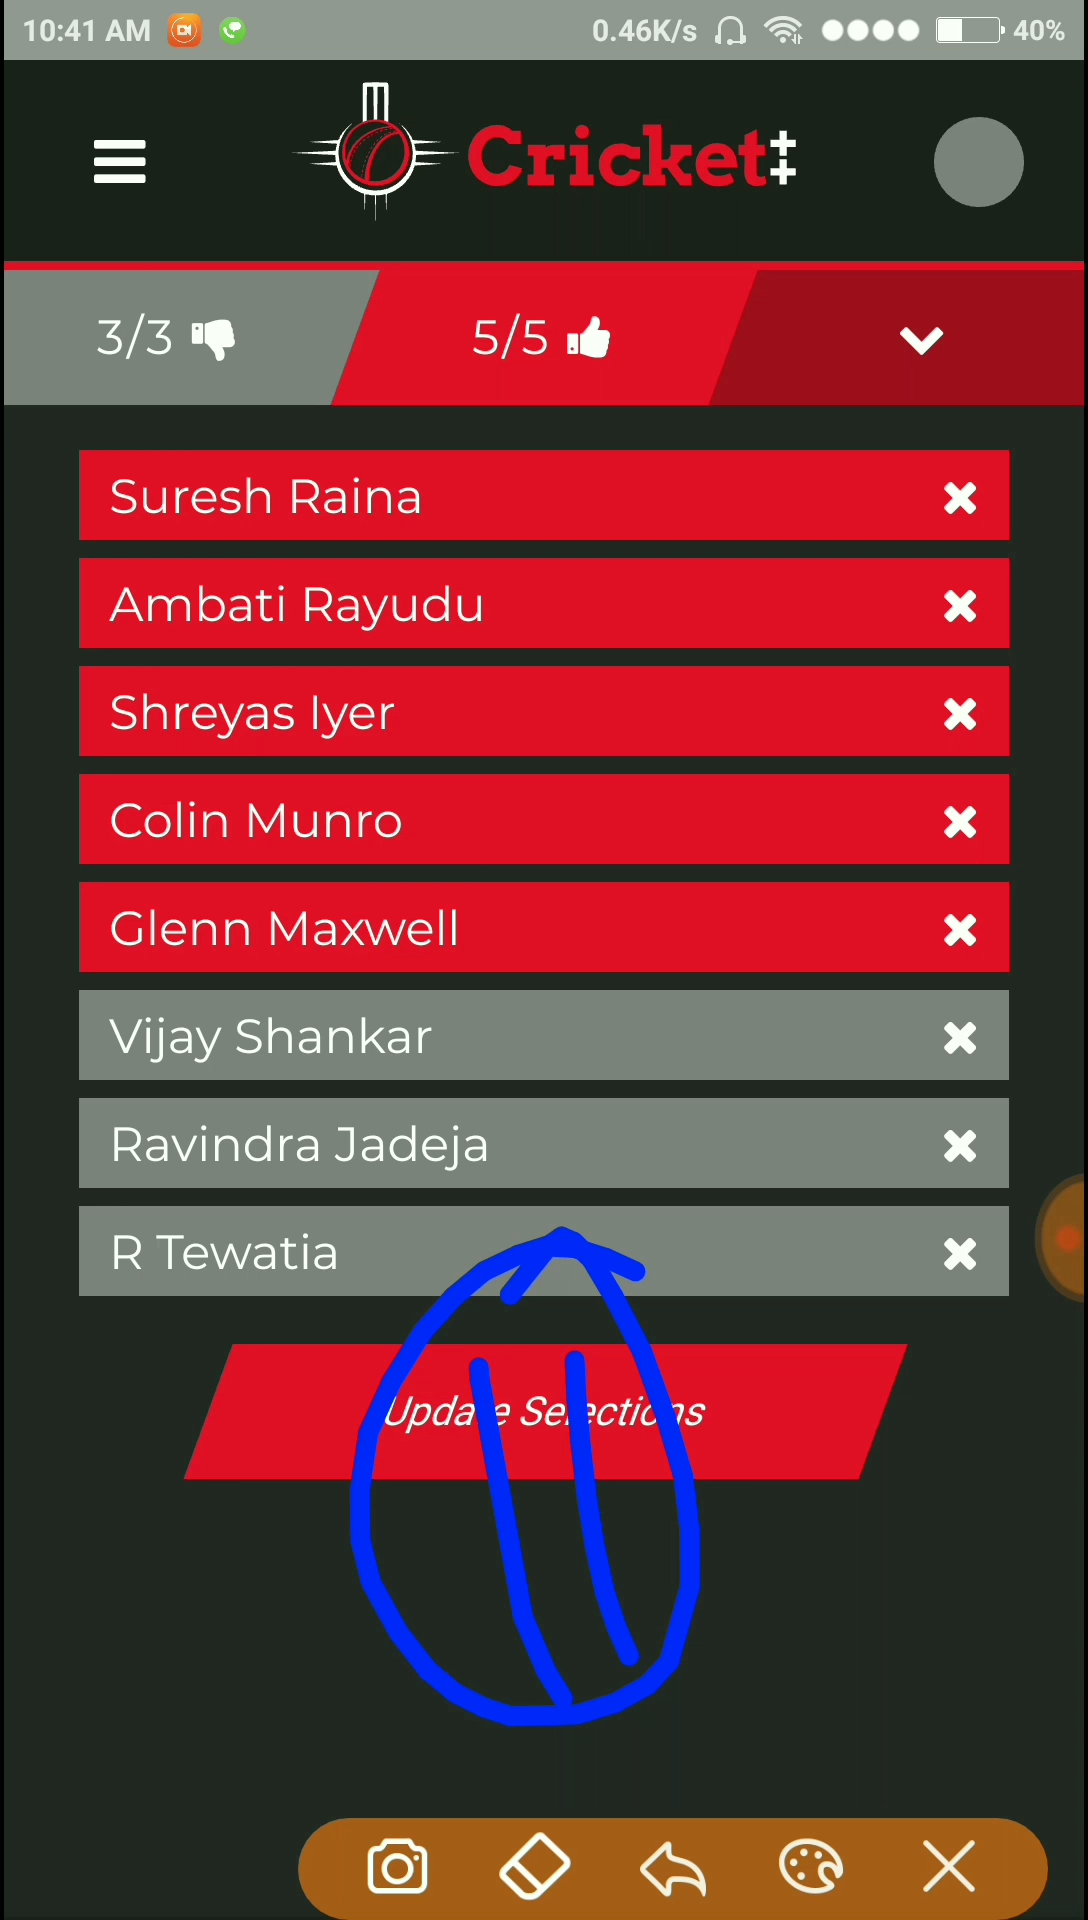 10:41 AM 0.46K/s 40%
Cricket
3/3 5/5
Suresh Raina
Ambati Rayudu
Shreyas Iyer
Colin Munro
Glenn Maxwell
Vijay Shankar
Ravindra Jadeja
R Tewatia
Update Selections